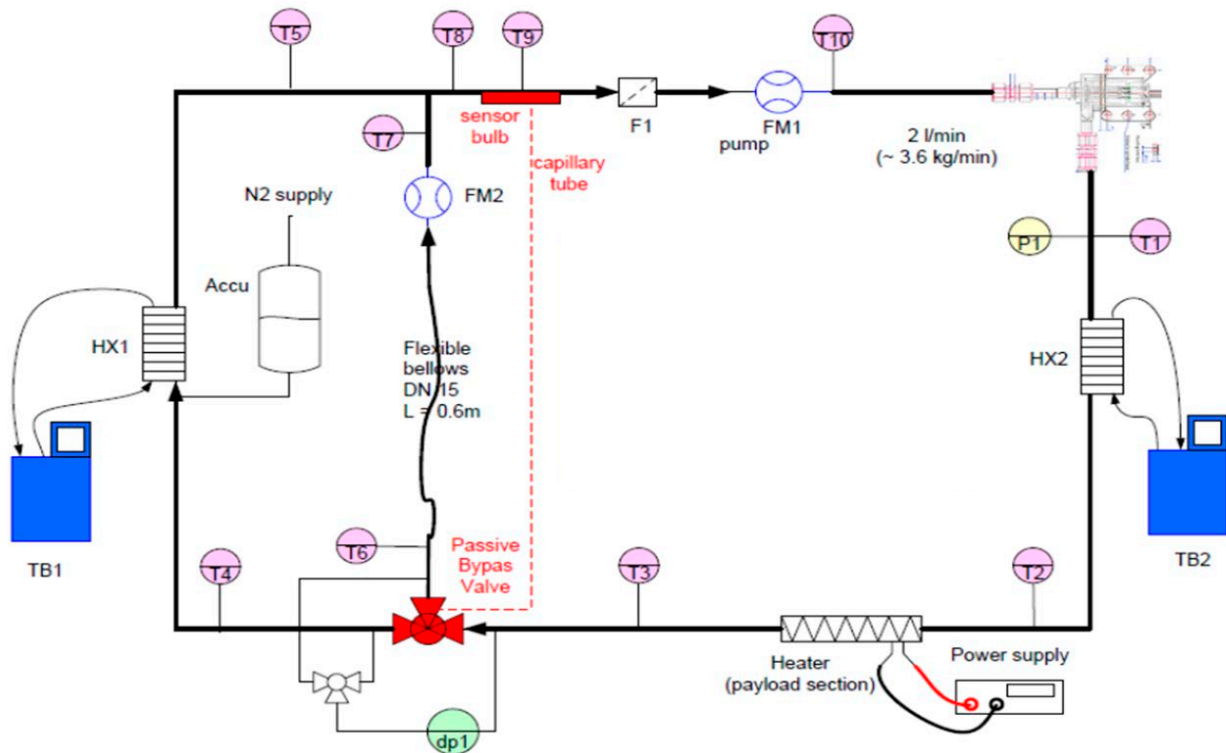 T5
T8
T9
T10
sensor
bulb
F1
FM1
pump
2 l/min
(~ 3.6 kg/min)
T7
capillary
tube
FM2
N2 supply
P1
T1
Accu
HX1
HX2
Flexible
bellows
DN 15
L = 0.6m
TB1
TB2
T6
Passive
Bypas
Valve
T4
T3
T2
Heater
(payload section)
Power supply
dp1